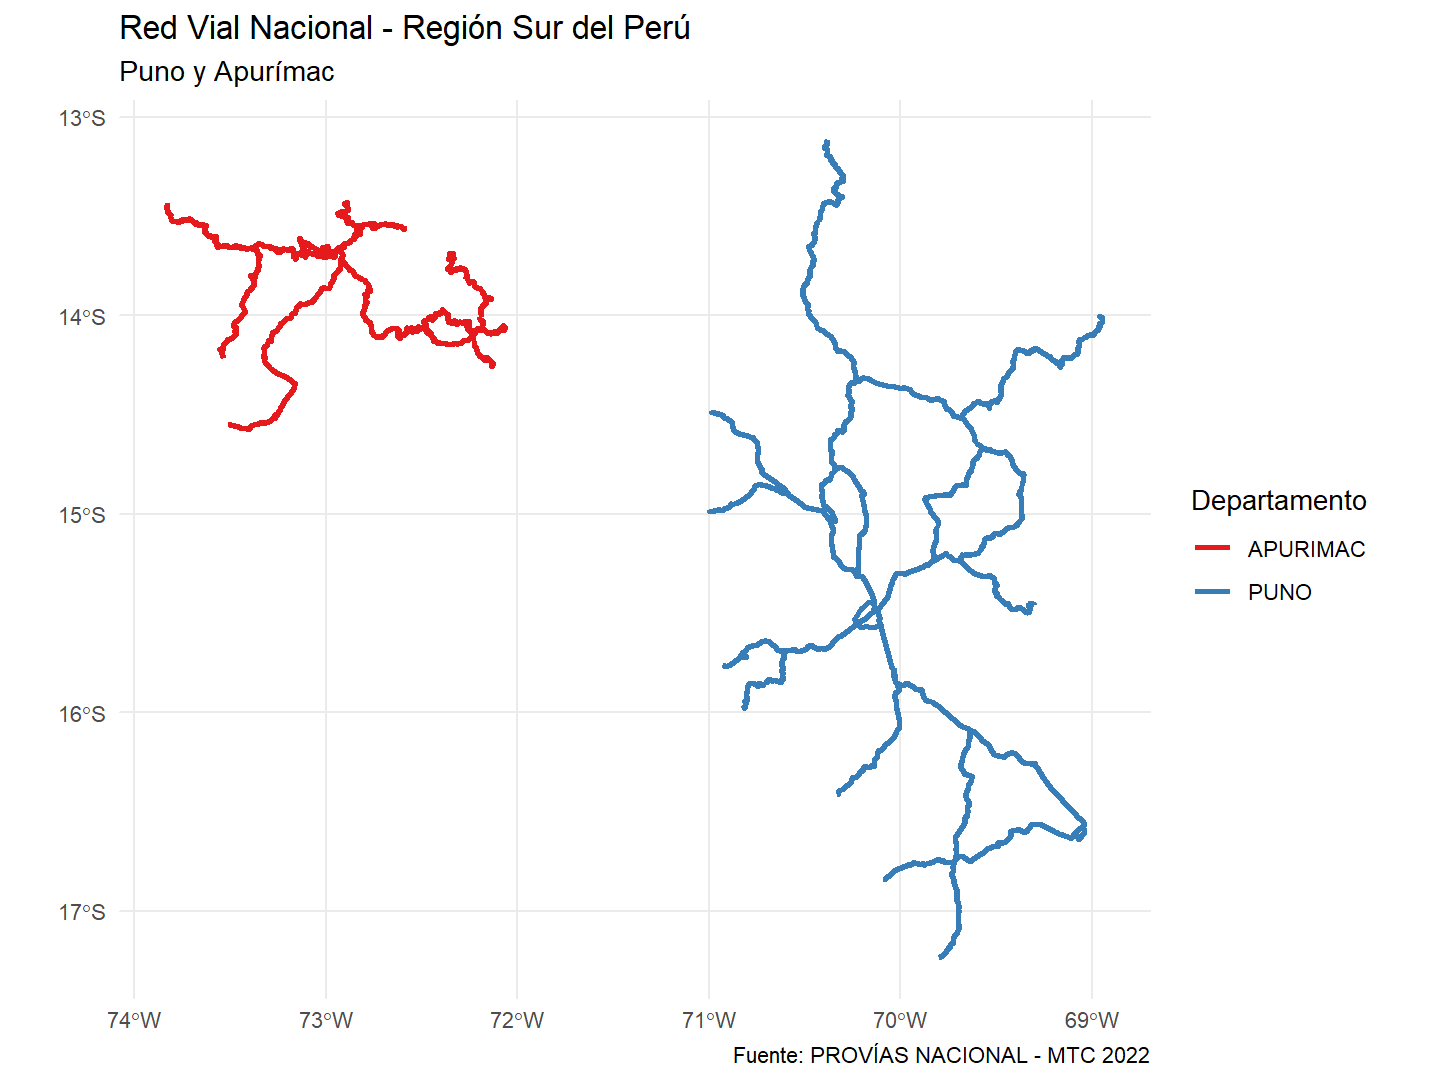 Red Vial Nacional - Región Sur del Perú
Puno y Apurímac
13°S
14°S
15°S
16°S
17°S
74°W
73°W
72°W
71°W
70°W
69°W
Departamento
APURIMAC
PUNO
Fuente: PROVÍAS NACIONAL - MTC 2022